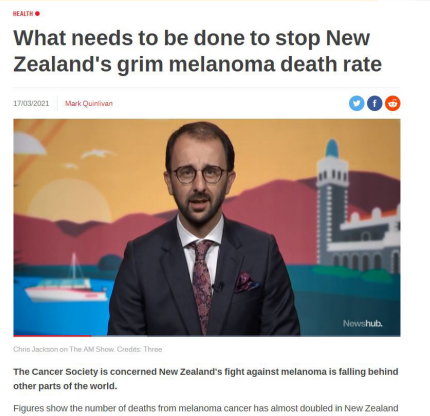 HEALTH
What needs to be done to stop New
Zealand's grim melanoma death rate
17/03/2021 Mark Quinlivan
Newshub.
Chris Jackson on The AM Show. Credits: Three
The Cancer Society is concerned New Zealand's fight against melanoma is falling behind
other parts of the world.
Figures show the number of deaths from melanoma cancer has almost doubled in New Zealand